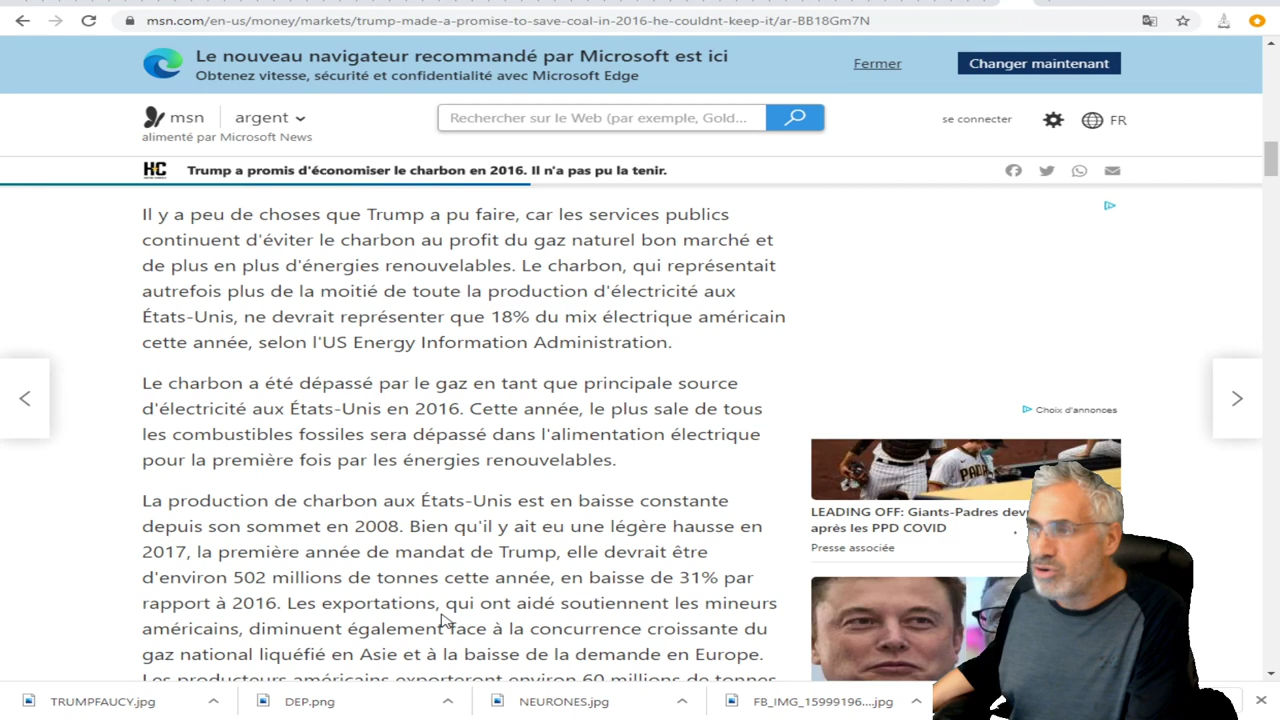 msn.com/en-us/money/markets/trump-made-a-promise-to-save-coal-in-2016-he-couldnt-keep-it/ar-BB18Gm7N
Le nouveau navigateur recommandé par Microsoft est ici
Obtenez vitesse, sécurité et confidentialité avec Microsoft Edge
Fermer
Changer maintenant
msn
argent
alimenté par Microsoft News
Rechercher sur le Web (par exemple, Gold...
se connecter
FR
HC
Trump a promis d'économiser le charbon en 2016. Il n'a pas pu la tenir.
Il y a peu de choses que Trump a pu faire, car les services publics
continuent d'éviter le charbon au profit du gaz naturel bon marché et
de plus en plus d'énergies renouvelables. Le charbon, qui représentait
autrefois plus de la moitié de toute la production d'électricité aux
États-Unis, ne devrait représenter que 18% du mix électrique américain
cette année, selon l'US Energy Information Administration.
Le charbon a été dépassé par le gaz en tant que principale source
d'électricité aux États-Unis en 2016. Cette année, le plus sale de tous
les combustibles fossiles sera dépassé dans l'alimentation électrique
pour la première fois par les énergies renouvelables.
La production de charbon aux États-Unis est en baisse constante
depuis son sommet en 2008. Bien qu'il y ait eu une légère hausse en
2017, la première année de mandat de Trump, elle devrait être
d'environ 502 millions de tonnes cette année, en baisse de 31% par
rapport à 2016. Les exportations, qui ont aidé soutiennent les mineurs
américains, diminuent également face à la concurrence croissante du
gaz national liquéfié en Asie et à la baisse de la demande en Europe.
Les producteurs américains exporteront environ 60 millions de tonnes
Choix d'annonces
PADR
LEADING OFF: Giants-Padres
après les PPD COVID
Presse associée
TRUMPFAUCY.jpg
DEP.png
NEURONES.jpg
FB_IMG_15999196....jpg